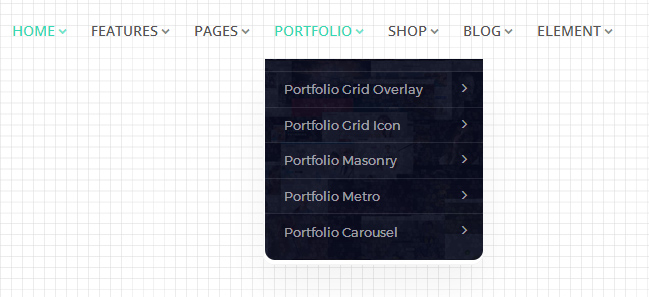 HOME FEATURES PAGES PORTFOLIO SHOP BLOG ELEMENT
Portfolio Grid Overlay
Portfolio Grid Icon
Portfolio Masonry
Portfolio Metro
Portfolio Carousel